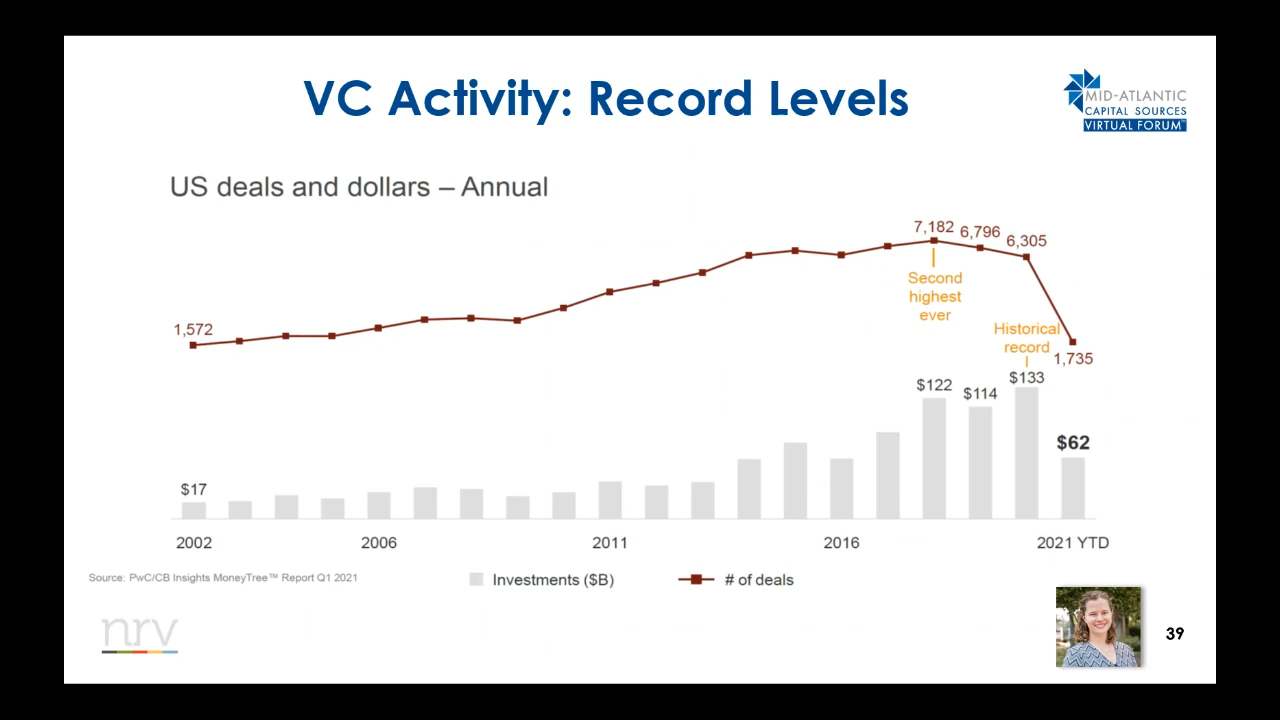 VC Activity: Record Levels
MID-ATLANTIC
CAPITAL SOURCES
VIRTUAL FORUM
US deals and dollars – Annual
7,182
6,796
6,305
Second
highest
ever
1,572
Historical
record
1,735
$122
$114
$133
$62
$17
2002
2006
2011
2016
2021 YTD
Source: PwC/CB Insights MoneyTree™ Report Q1 2021
Investments ($B)
# of deals
nrv
39